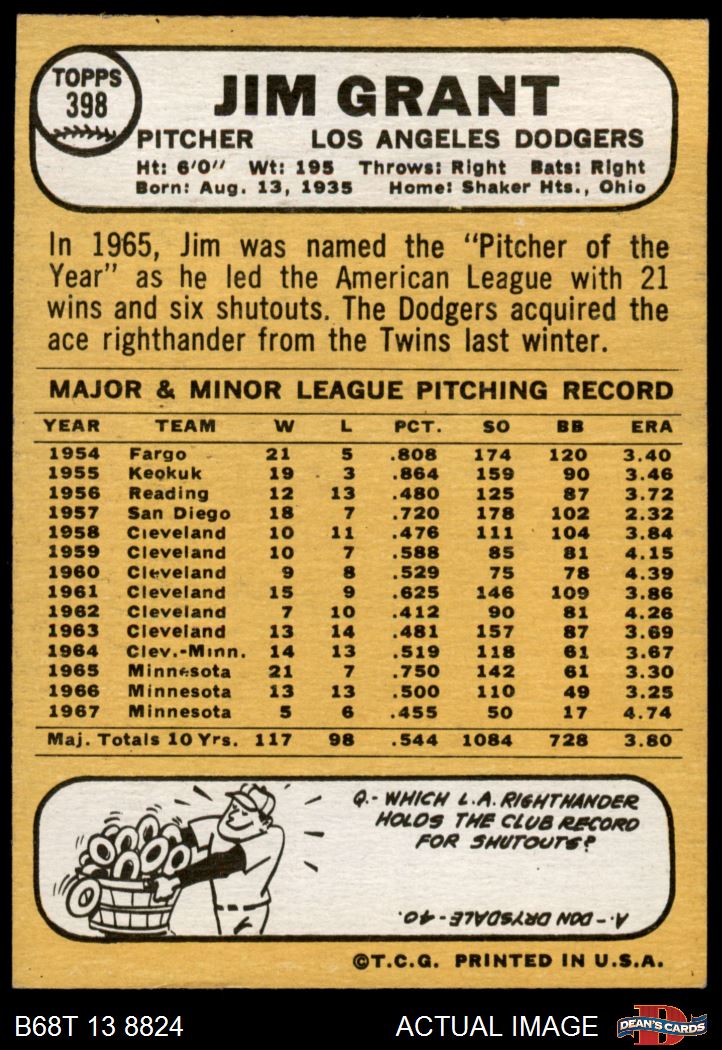 TOPPS
398
JIM GRANT
PITCHER LOS ANGELES DODGERS
Ht: 6'0" Wt: 195 Throws: Right Bats: Right
Born: Aug. 13, 1935 Home: Shaker Hts., Ohio
In 1965, Jim was named the "Pitcher of the
Year" as he led the American League with 21
wins and six shutouts. The Dodgers acquired the
ace righthander from the Twins last winter.
MAJOR & MINOR LEAGUE PITCHING RECORD
YEAR TEAM W L PCT. SO BB ERA
1954 Fargo 21 5 .808 174 120 3.40
1955 Keokuk 19 3 .864 159 90 3.46
1956 Reading 12 13 .480 125 87 3.72
1957 San Diego 18 7 .720 178 102 2.32
1958 Cleveland 10 11 .476 111 104 3.84
1959 Cleveland 10 7 .588 85 81 4.15
1960 Cleveland 9 8 .529 75 78 4.39
1961 Cleveland 15 9 .625 146 109 3.86
1962 Cleveland 7 10 .412 90 81 4.26
1963 Cleveland 13 14 .481 157 87 3.69
1964 Clev.-Minn. 14 13 .519 118 61 3.67
1965 Minnesota 21 7 .750 142 61 3.30
1966 Minnesota 13 13 .500 110 49 3.25
1967 Minnesota 5 6 .455 50 17 4.74
Maj. Totals 10 Yrs. 117 98 .544 1084 728 3.80
Q.- WHICH L.A. RIGHTHANDER
HOLDS THE CLUB RECORD
FOR SHUTOUTS?
A.- DON DRYSDALE - 40.
©T.C.G. PRINTED IN U.S.A.
B68T 13 8824 ACTUAL IMAGE
D
DEAN'S CARDS